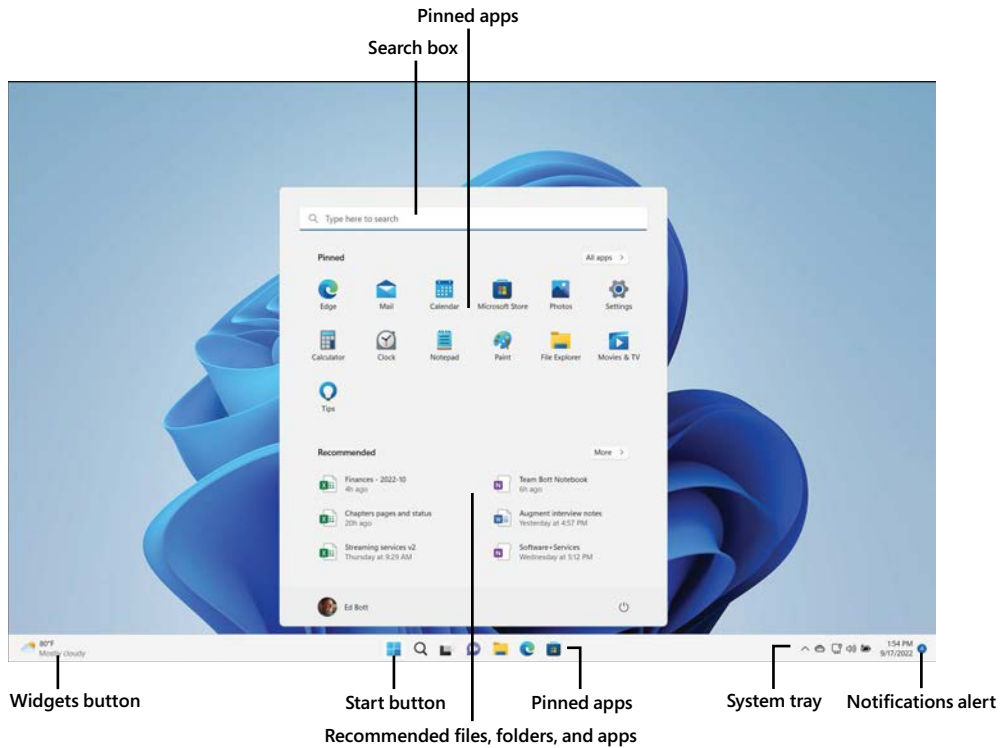 Pinned apps
Search box
Type here to search
Pinned
All apps >
Edge
Mail
Calendar
Microsoft Store
Photos
Settings
Calculator
Clock
Notepad
Paint
File Explorer
Movies & TV
Tips
Recommended
More >
Finances - 2022-10
4h ago
Team Bott Notebook
6h ago
Chapters pages and status
20h ago
Augment interview notes
Yesterday at 4:57 PM
Streaming services v2
Thursday at 9:29 AM
Software+Services
Wednesday at 5:12 PM
Ed Bott
80°F
Mostly cloudy
1:54 PM
9/17/2022
Widgets button
Start button
Pinned apps
System tray
Notifications alert
Recommended files, folders, and apps